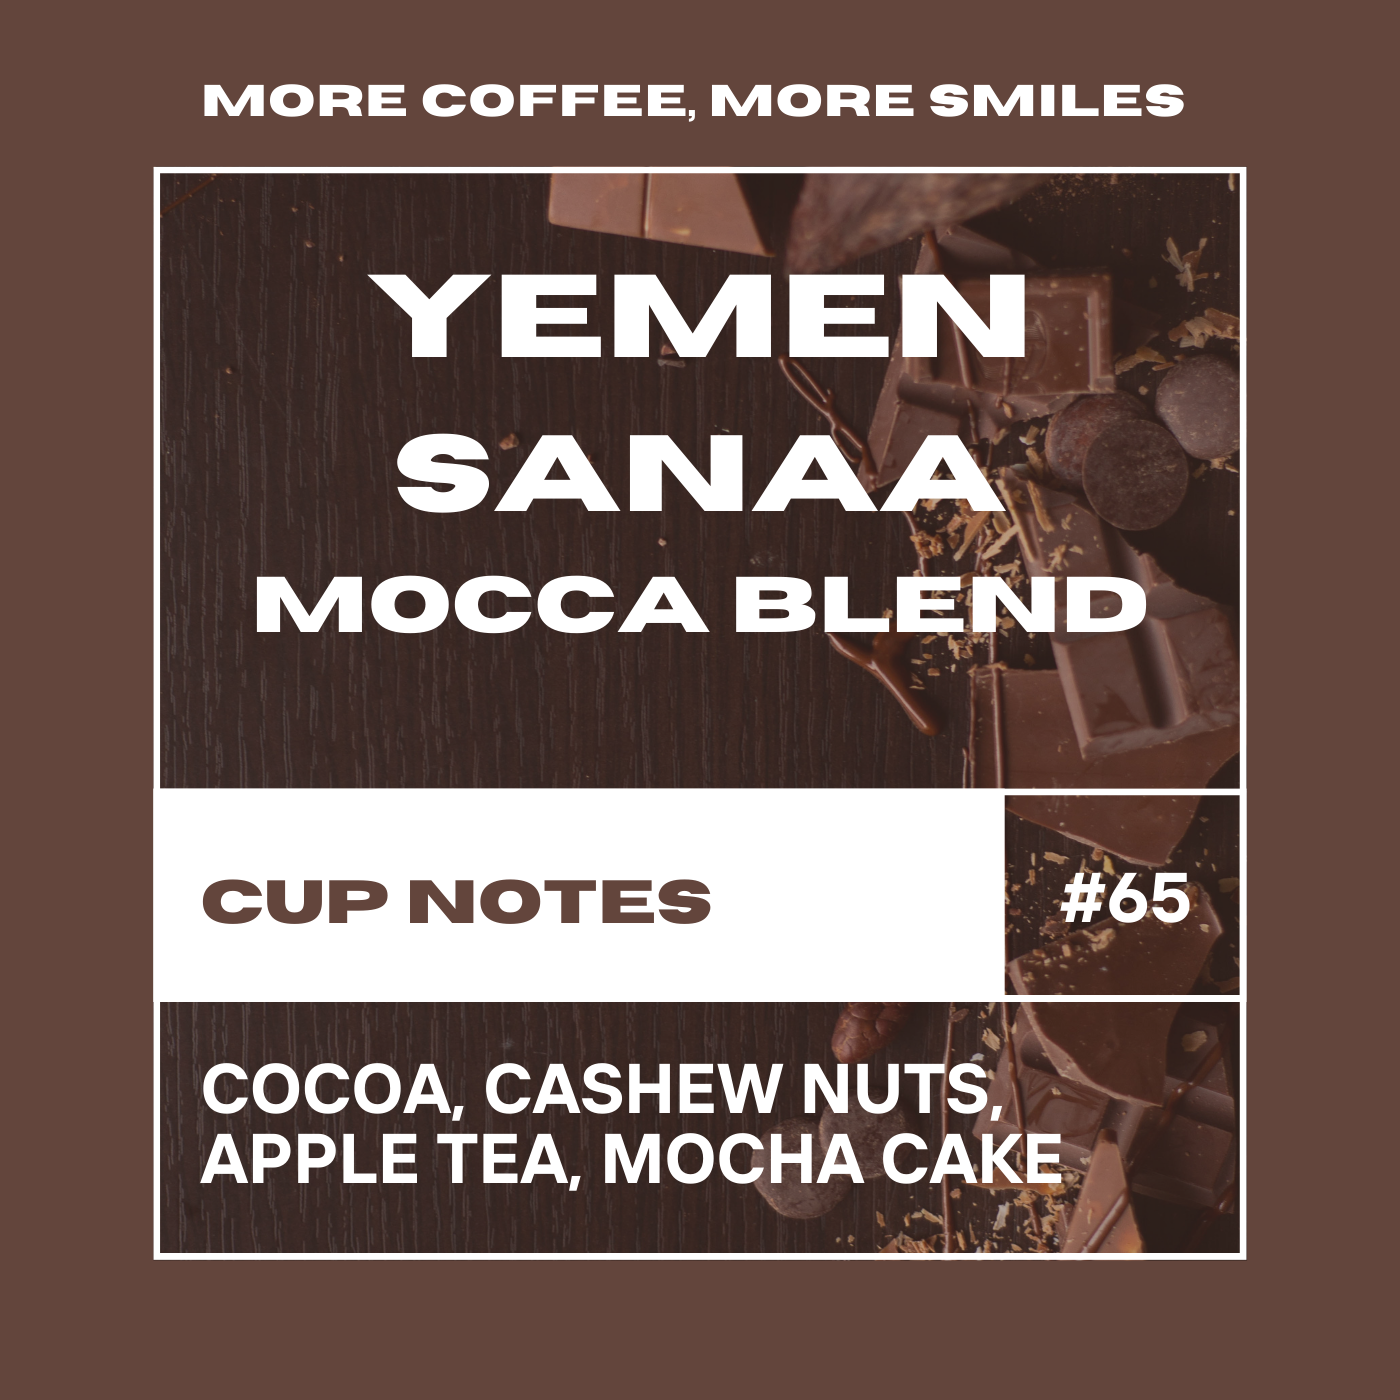 MORE COFFEE, MORE SMILES
YEMEN
SANAA
MOCCA BLEND
CUP NOTES
#65
COCOA, CASHEW NUTS,
APPLE TEA, MOCHA CAKE